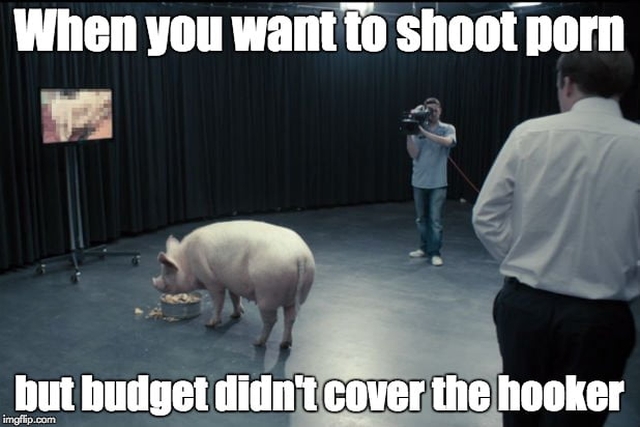 When you want to shoot porn
but budget didn't cover the hooker
imgflip.com